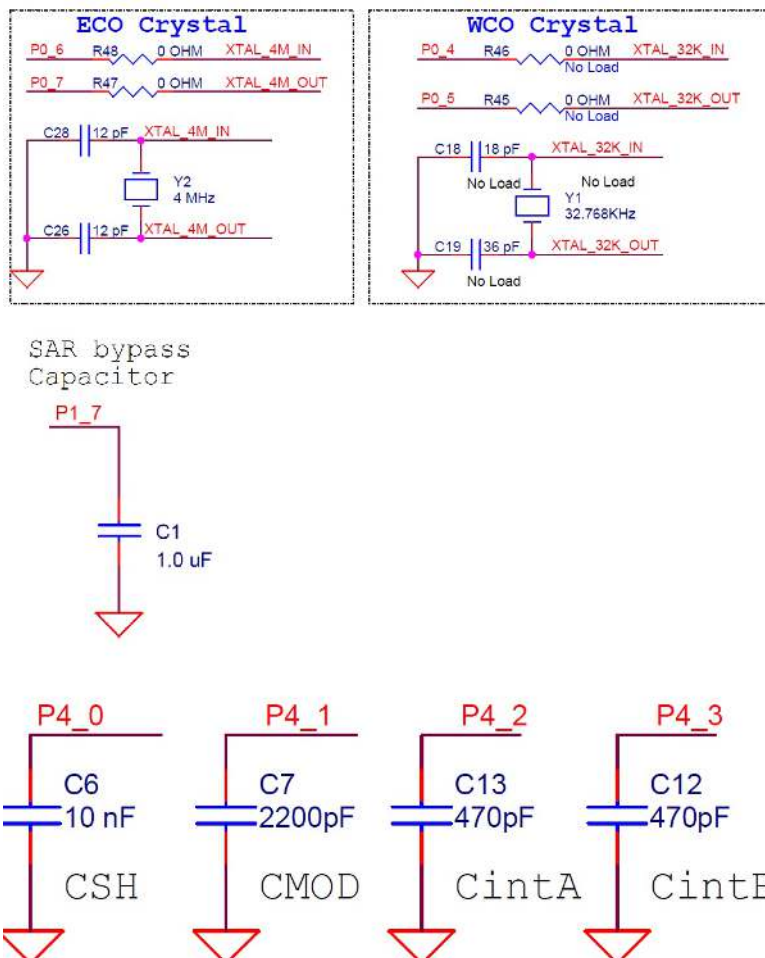 ECO Crystal
P0_6 R48 0 OHM XTAL_4M_IN
P0_7 R47 0 OHM XTAL_4M_OUT
C28 12 pF XTAL_4M_IN
Y2
4 MHz
C26 12 pF XTAL_4M_OUT
WCO Crystal
P0_4 R46 0 OHM XTAL_32K_IN
No Load
P0_5 R45 0 OHM XTAL_32K_OUT
No Load
C18 18 pF XTAL_32K_IN
No Load No Load
Y1
32.768KHz
C19 36 pF XTAL_32K_OUT
No Load
SAR bypass
Capacitor
P1_7
C1
1.0 uF
P4_0 P4_1 P4_2 P4_3
C6 C7 C13 C12
10 nF 2200pF 470pF 470pF
CSH CMOD CintA CintB